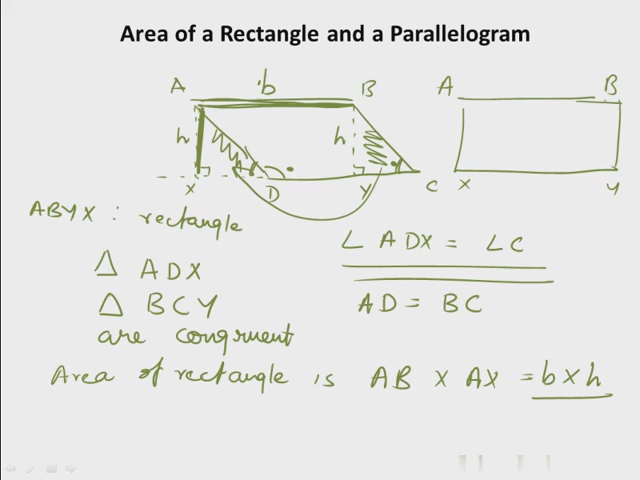 Area of a Rectangle and a Parallelogram
A b B A B
h h
X D Y C X Y
ABYX : rectangle
∠ ADX = ∠C
△ ADX
△ BCY AD = BC
are congruent
Area of rectangle is AB × AX = b × h